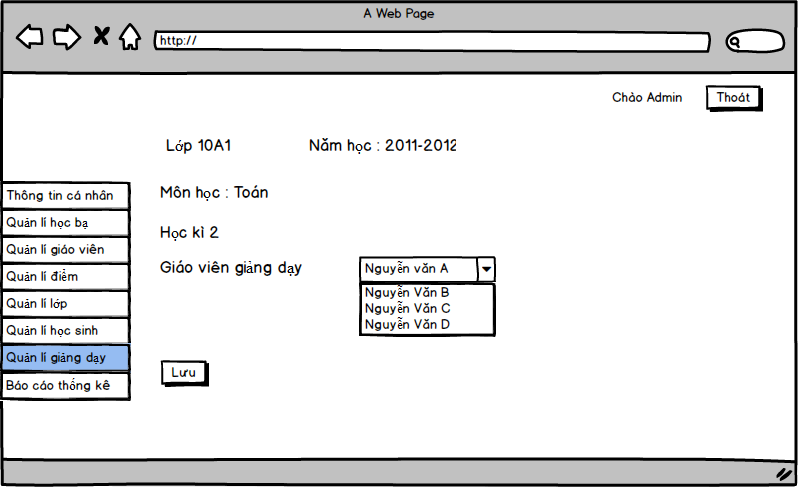 A Web Page
http://
Chào Admin
Thoát
Lớp 10A1
Năm học : 2011-2012
Thông tin cá nhân
Quản lí học bạ
Quản lí giáo viên
Quản lí điểm
Quản lí lớp
Quản lí học sinh
Quản lí giảng dạy
Báo cáo thống kê
Môn học : Toán
Học kì 2
Giáo viên giảng dạy
Nguyễn văn A
Nguyễn Văn B
Nguyễn Văn C
Nguyễn Văn D
Lưu